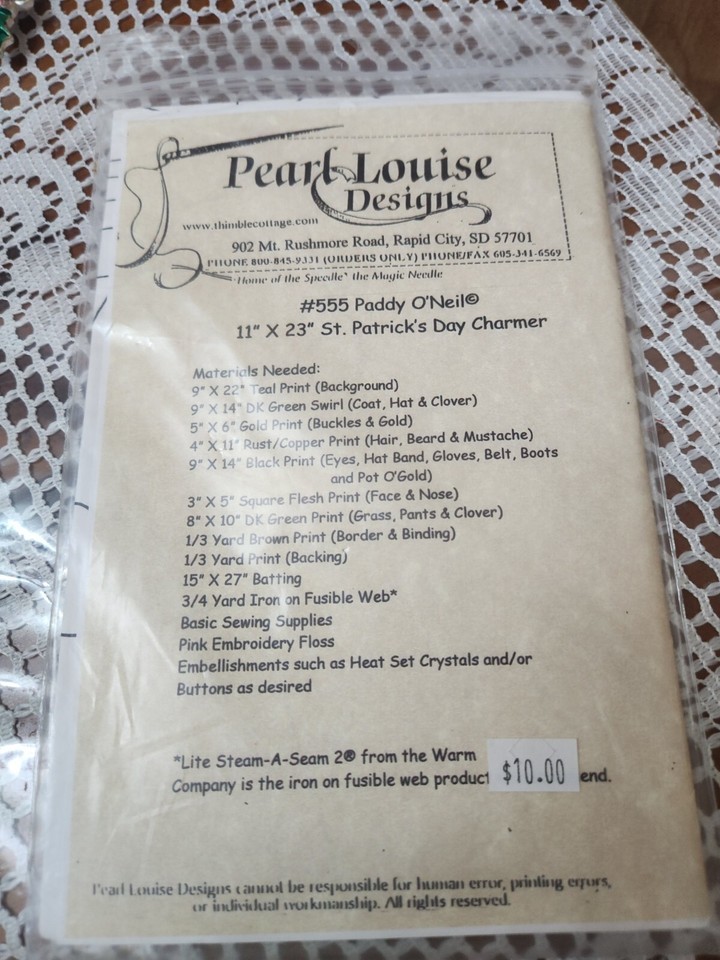 Pearl Louise
Designs
www.thimblecottage.com
902 Mt. Rushmore Road, Rapid City, SD 57701
PHONE 800-845-9331 (ORDERS ONLY) PHONE/FAX 605-341-6569
"Home of the Speedle" the Magic Needle
#555 Paddy O'Neil©
11" X 23" St. Patrick's Day Charmer
Materials Needed:
9" X 22" Teal Print (Background)
9" X 14" DK Green Swirl (Coat, Hat & Clover)
5" X 6" Gold Print (Buckles & Gold)
4" X 11" Rust/Copper Print (Hair, Beard & Mustache)
9" X 14" Black Print (Eyes, Hat Band, Gloves, Belt, Boots
and Pot O'Gold)
3" X 5" Square Flesh Print (Face & Nose)
8" X 10" DK Green Print (Grass, Pants & Clover)
1/3 Yard Brown Print (Border & Binding)
1/3 Yard Print (Backing)
15" X 27" Batting
3/4 Yard Iron on Fusible Web*
Basic Sewing Supplies
Pink Embroidery Floss
Embellishments such as Heat Set Crystals and/or
Buttons as desired
*Lite Steam-A-Seam 2® from the Warm
Company is the iron on fusible web product end.
$10.00
Pearl Louise Designs cannot be responsible for human error, printing errors,
or individual workmanship. All rights reserved.